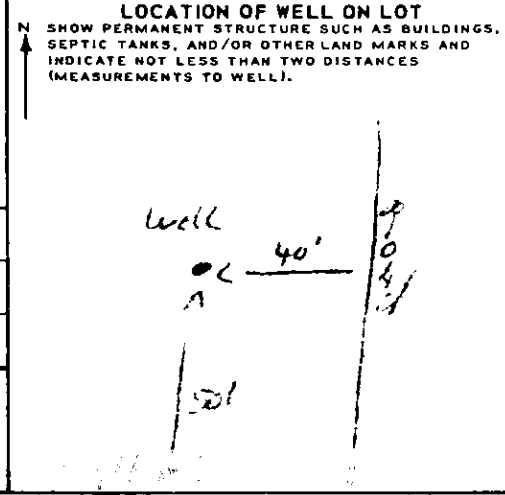 LOCATION OF WELL ON LOT
N SHOW PERMANENT STRUCTURE SUCH AS BUILDINGS,
SEPTIC TANKS, AND/OR OTHER LAND MARKS AND
INDICATE NOT LESS THAN TWO DISTANCES
(MEASUREMENTS TO WELL).
Well
40'
50'